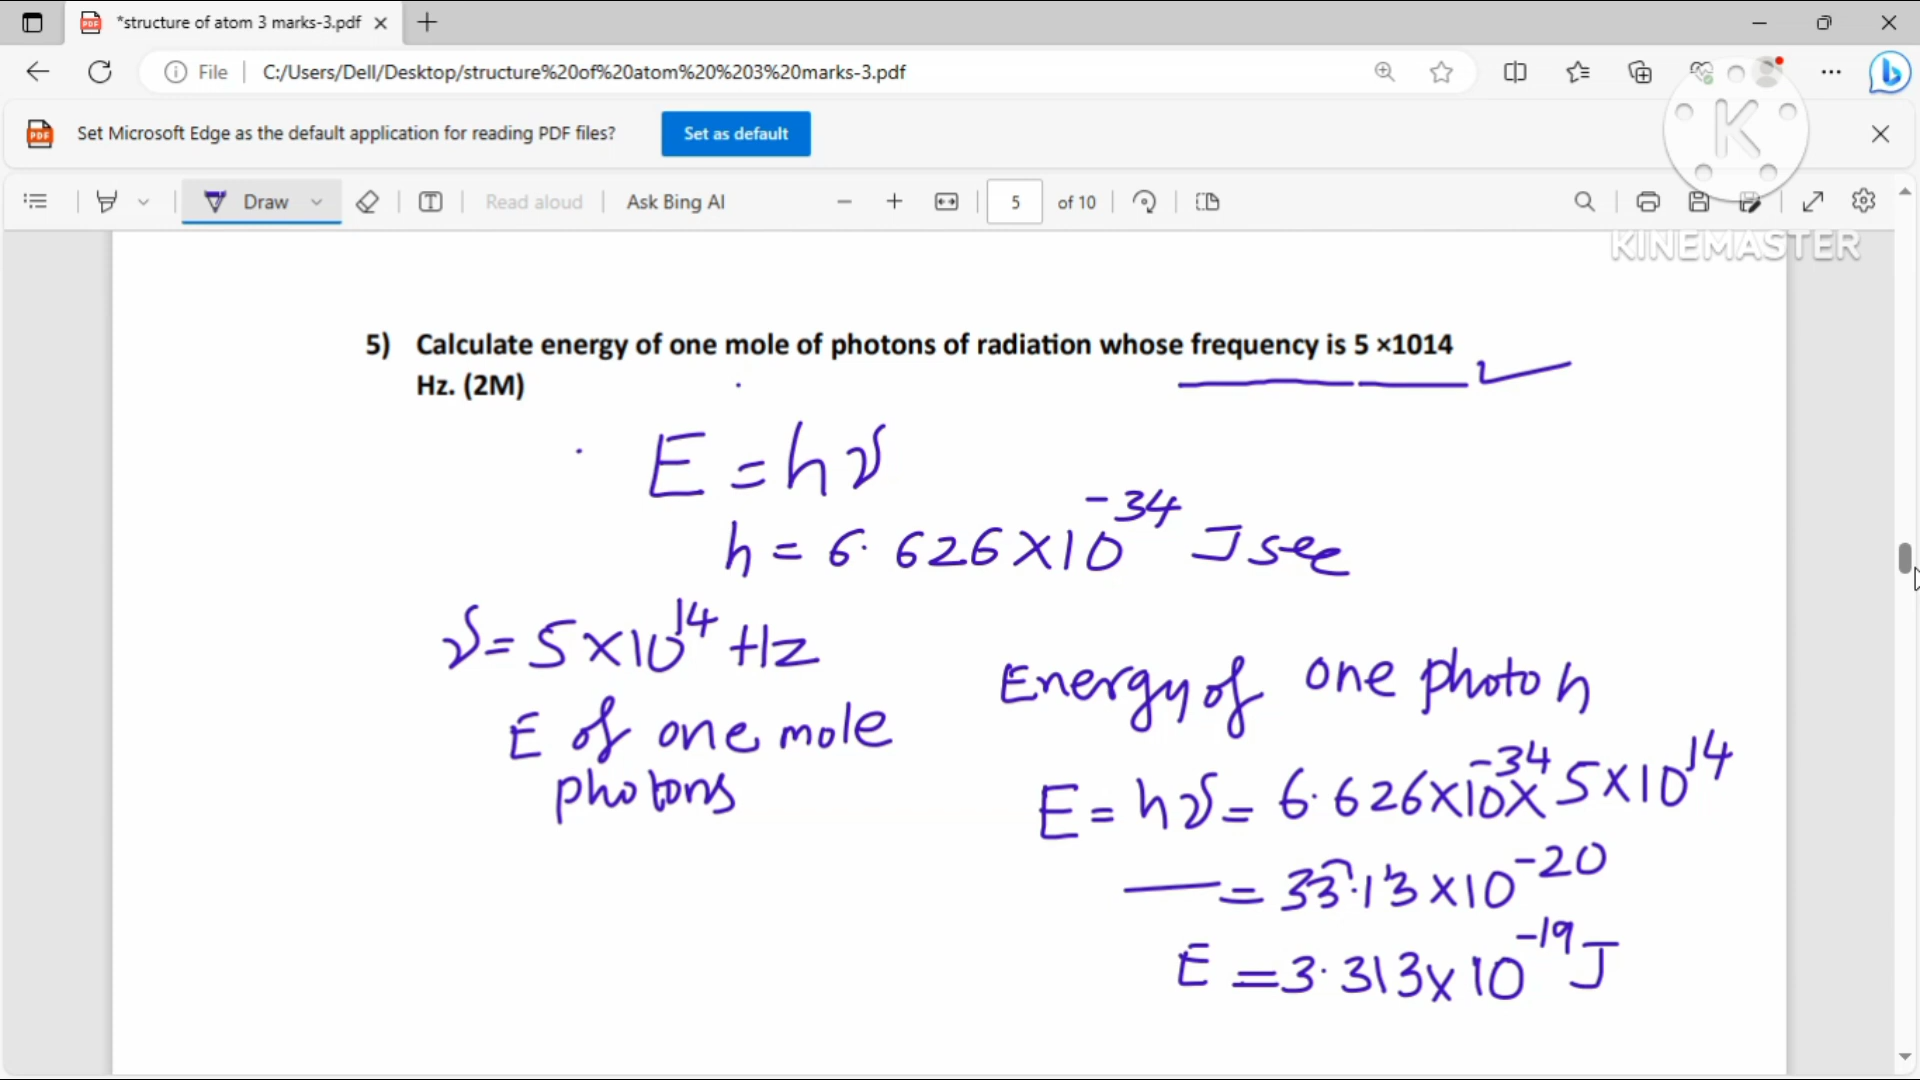 *structure of atom 3 marks-3.pdf
File C:/Users/Dell/Desktop/structure%20of%20atom%20%203%20marks-3.pdf
Set Microsoft Edge as the default application for reading PDF files? Set as default
Draw Read aloud Ask Bing AI 5 of 10
K
KINEMASTER
5) Calculate energy of one mole of photons of radiation whose frequency is 5 ×1014
Hz. (2M)
E = hν
h = 6.626×10⁻³⁴ J sec
ν = 5×10¹⁴ Hz
E of one mole
photons
Energy of one photon
E = hν = 6.626×10⁻³⁴× 5×10¹⁴
= 33.13×10⁻²⁰
E = 3.313×10⁻¹⁹ J